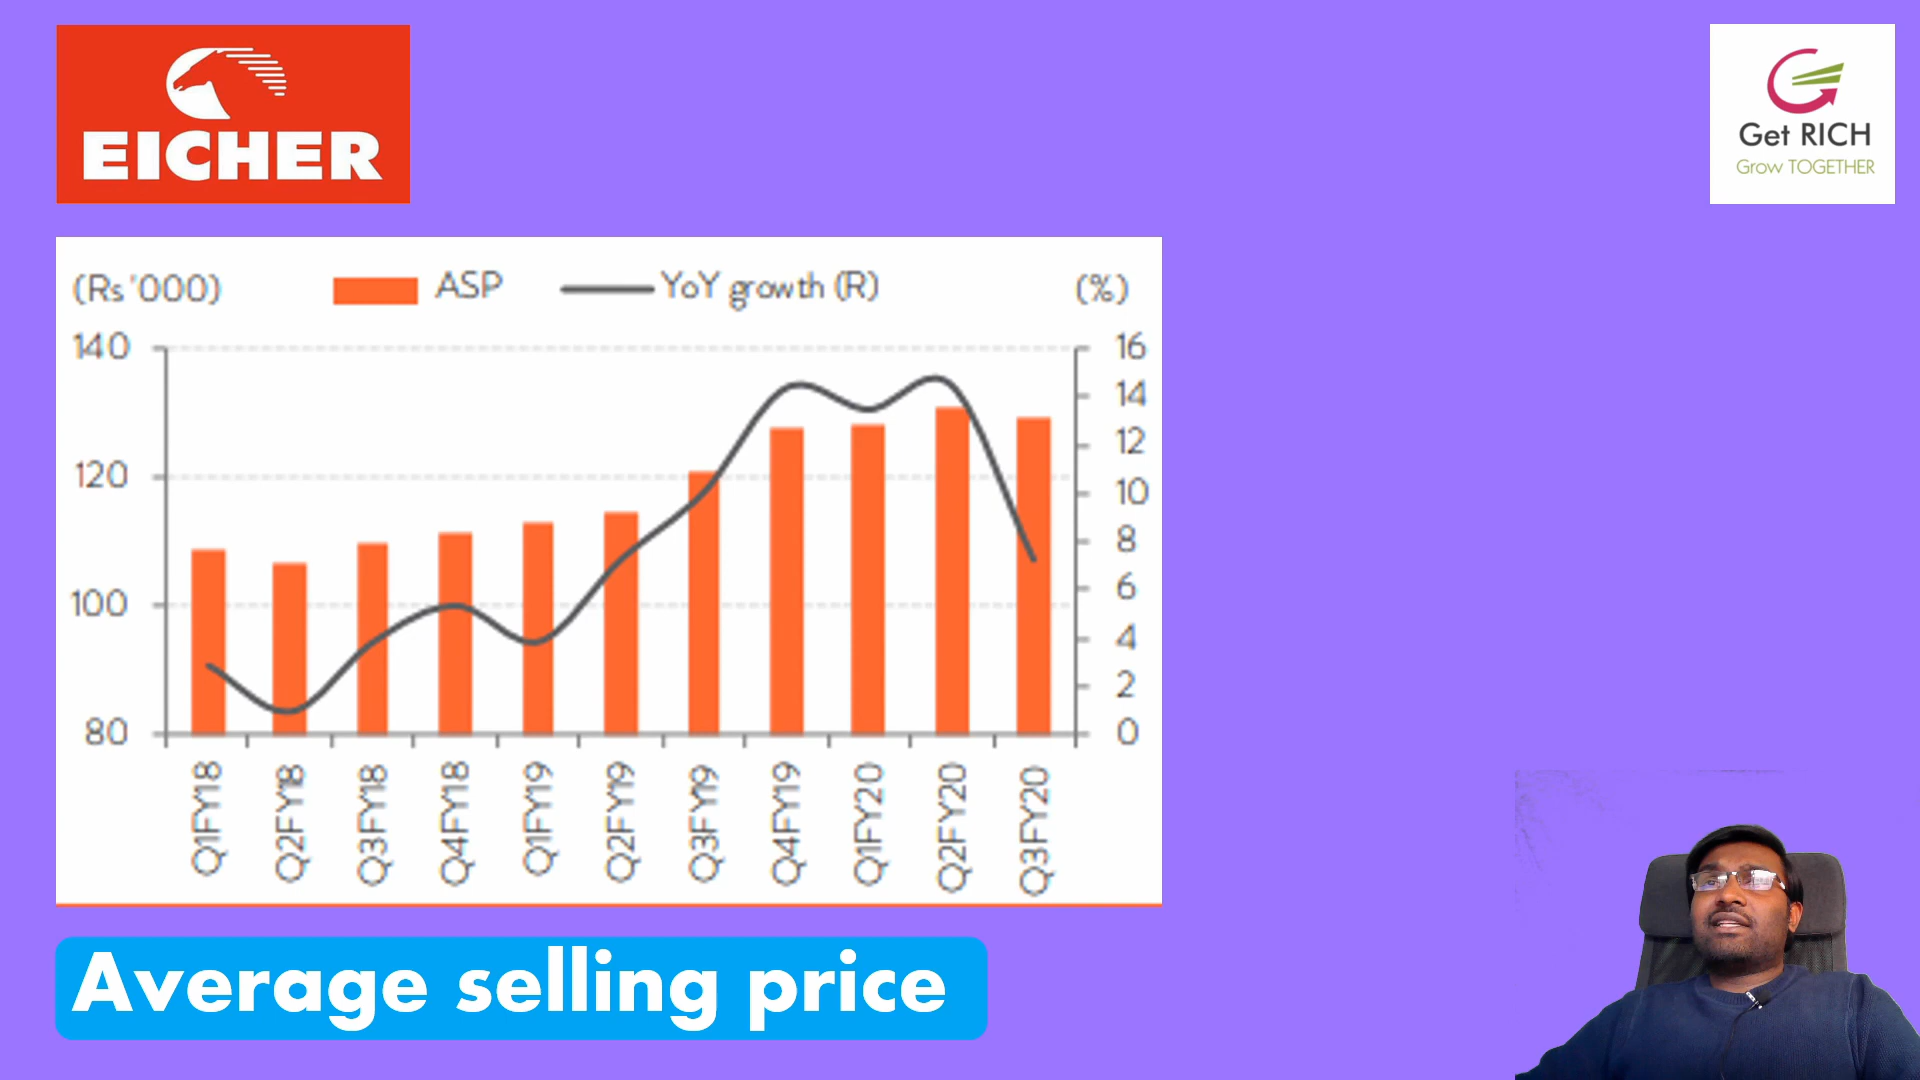 EICHER
Get RICH
Grow TOGETHER
(Rs '000) ASP YoY growth (R) (%)
140 16
14
12
120 10
8
100 6
4
2
80 0
Q1FY18 Q2FY18 Q3FY18 Q4FY18 Q1FY19 Q2FY19 Q3FY19 Q4FY19 Q1FY20 Q2FY20 Q3FY20
Average selling price